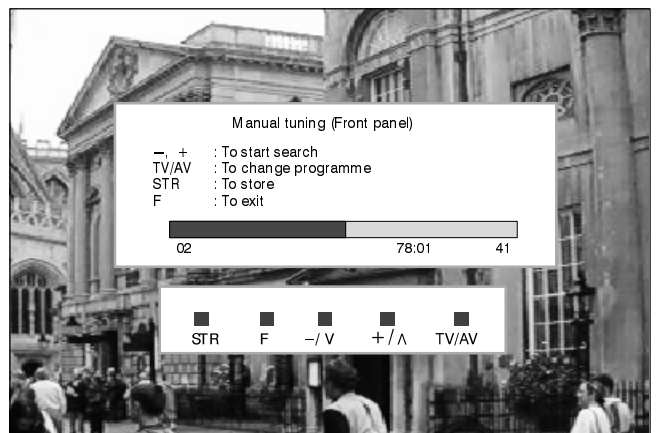 Manual tuning (Front panel)
–, + : To start search
TV/AV : To change programme
STR : To store
F : To exit
02 78:01 41
STR F –/∨ +/∧ TV/AV